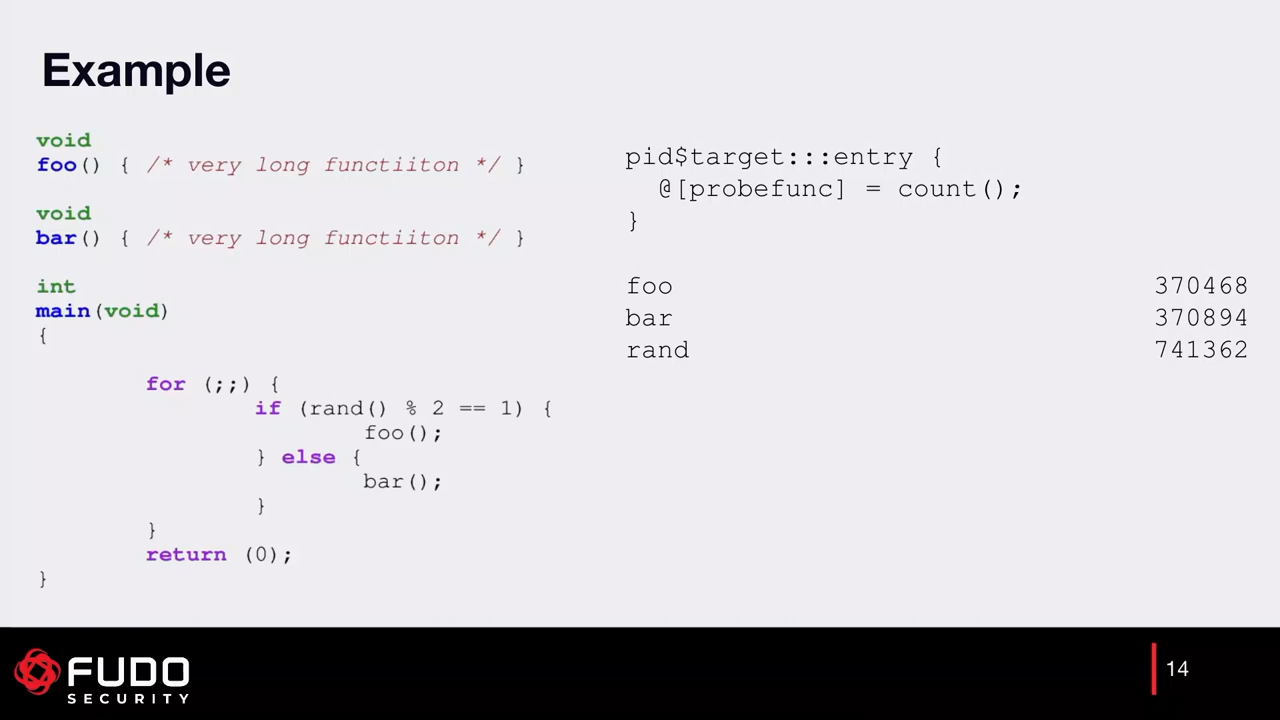 Example
void
foo() { /* very long functiiton */ }
void
bar() { /* very long functiiton */ }
int
main(void)
{
for (;;) {
if (rand() % 2 == 1) {
foo();
} else {
bar();
}
}
return (0);
}
pid$target:::entry {
@[probefunc] = count();
}
foo 370468
bar 370894
rand 741362
FUDO
SECURITY
14